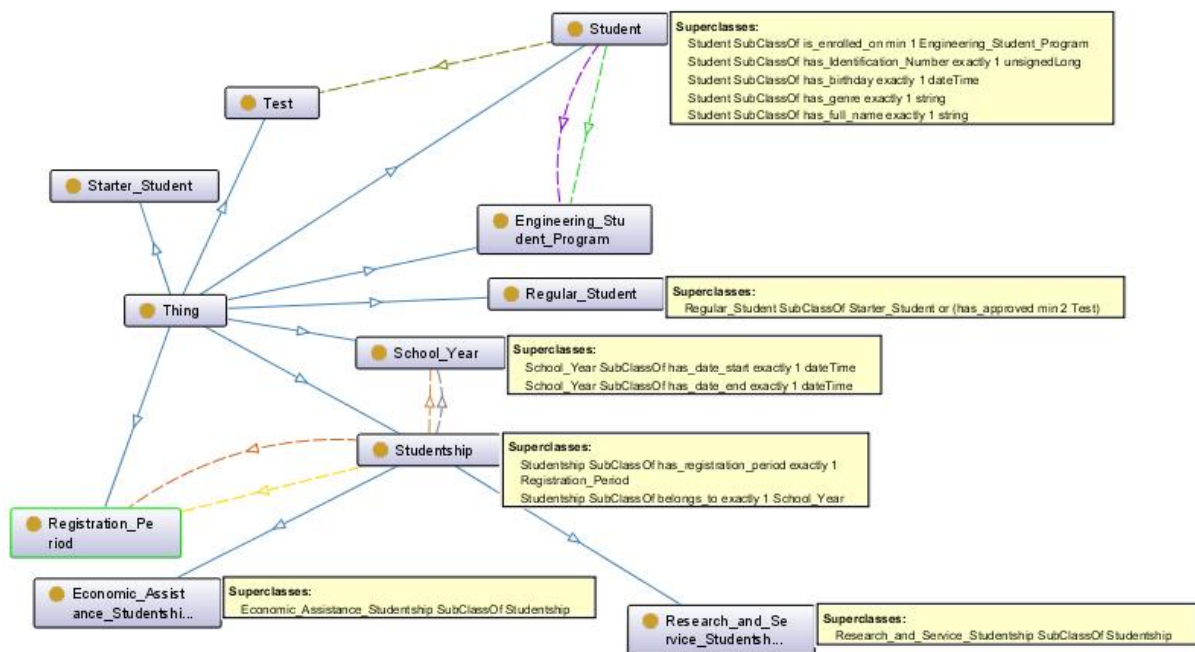 Student
Superclasses:
Student SubClassOf is_enrolled_on min 1 Engineering_Student_Program
Student SubClassOf has_Identification_Number exactly 1 unsignedLong
Student SubClassOf has_birthday exactly 1 dateTime
Student SubClassOf has_genre exactly 1 string
Student SubClassOf has_full_name exactly 1 string
Test
Starter_Student
Engineering_Stu
dent_Program
Thing
Regular_Student
Superclasses:
Regular_Student SubClassOf Starter_Student or (has_approved min 2 Test)
School_Year
Superclasses:
School_Year SubClassOf has_date_start exactly 1 dateTime
School_Year SubClassOf has_date_end exactly 1 dateTime
Studentship
Superclasses:
Studentship SubClassOf has_registration_period exactly 1
Registration_Period
Studentship SubClassOf belongs_to exactly 1 School_Year
Registration_Pe
riod
Economic_Assist
ance_Studentshi...
Superclasses:
Economic_Assistance_Studentship SubClassOf Studentship
Research_and_Se
rvice_Studentsh...
Superclasses:
Research_and_Service_Studentship SubClassOf Studentship